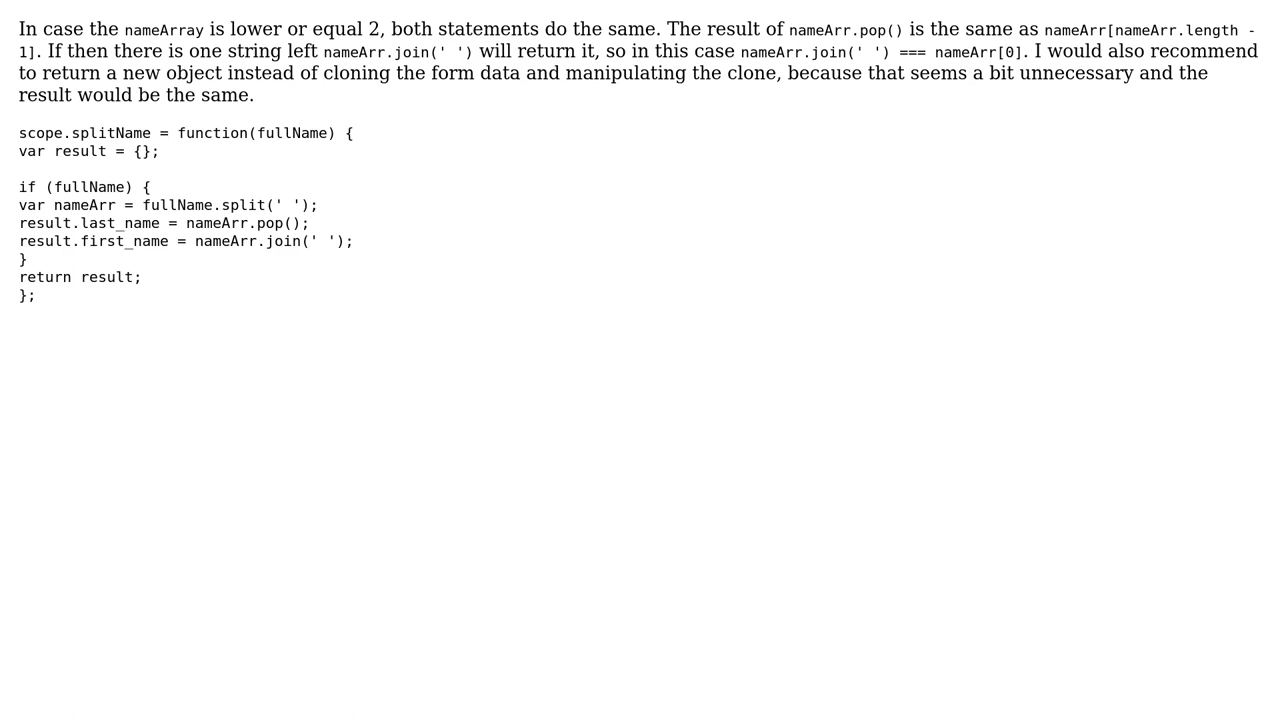 In case the nameArray is lower or equal 2, both statements do the same. The result of nameArr.pop() is the same as nameArr[nameArr.length -
1]. If then there is one string left nameArr.join(' ') will return it, so in this case nameArr.join(' ') === nameArr[0]. I would also recommend
to return a new object instead of cloning the form data and manipulating the clone, because that seems a bit unnecessary and the
result would be the same.
scope.splitName = function(fullName) {
var result = {};
if (fullName) {
var nameArr = fullName.split(' ');
result.last_name = nameArr.pop();
result.first_name = nameArr.join(' ');
}
return result;
};